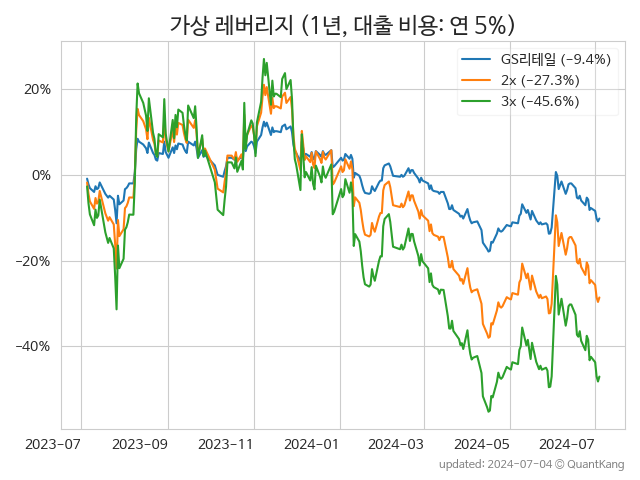 가상 레버리지 (1년, 대출 비용: 연 5%)
GS리테일 (−9.4%)
2x (−27.3%)
3x (−45.6%)
20%
0%
−20%
−40%
2023-07 2023-09 2023-11 2024-01 2024-03 2024-05 2024-07
updated: 2024-07-04 © QuantKang